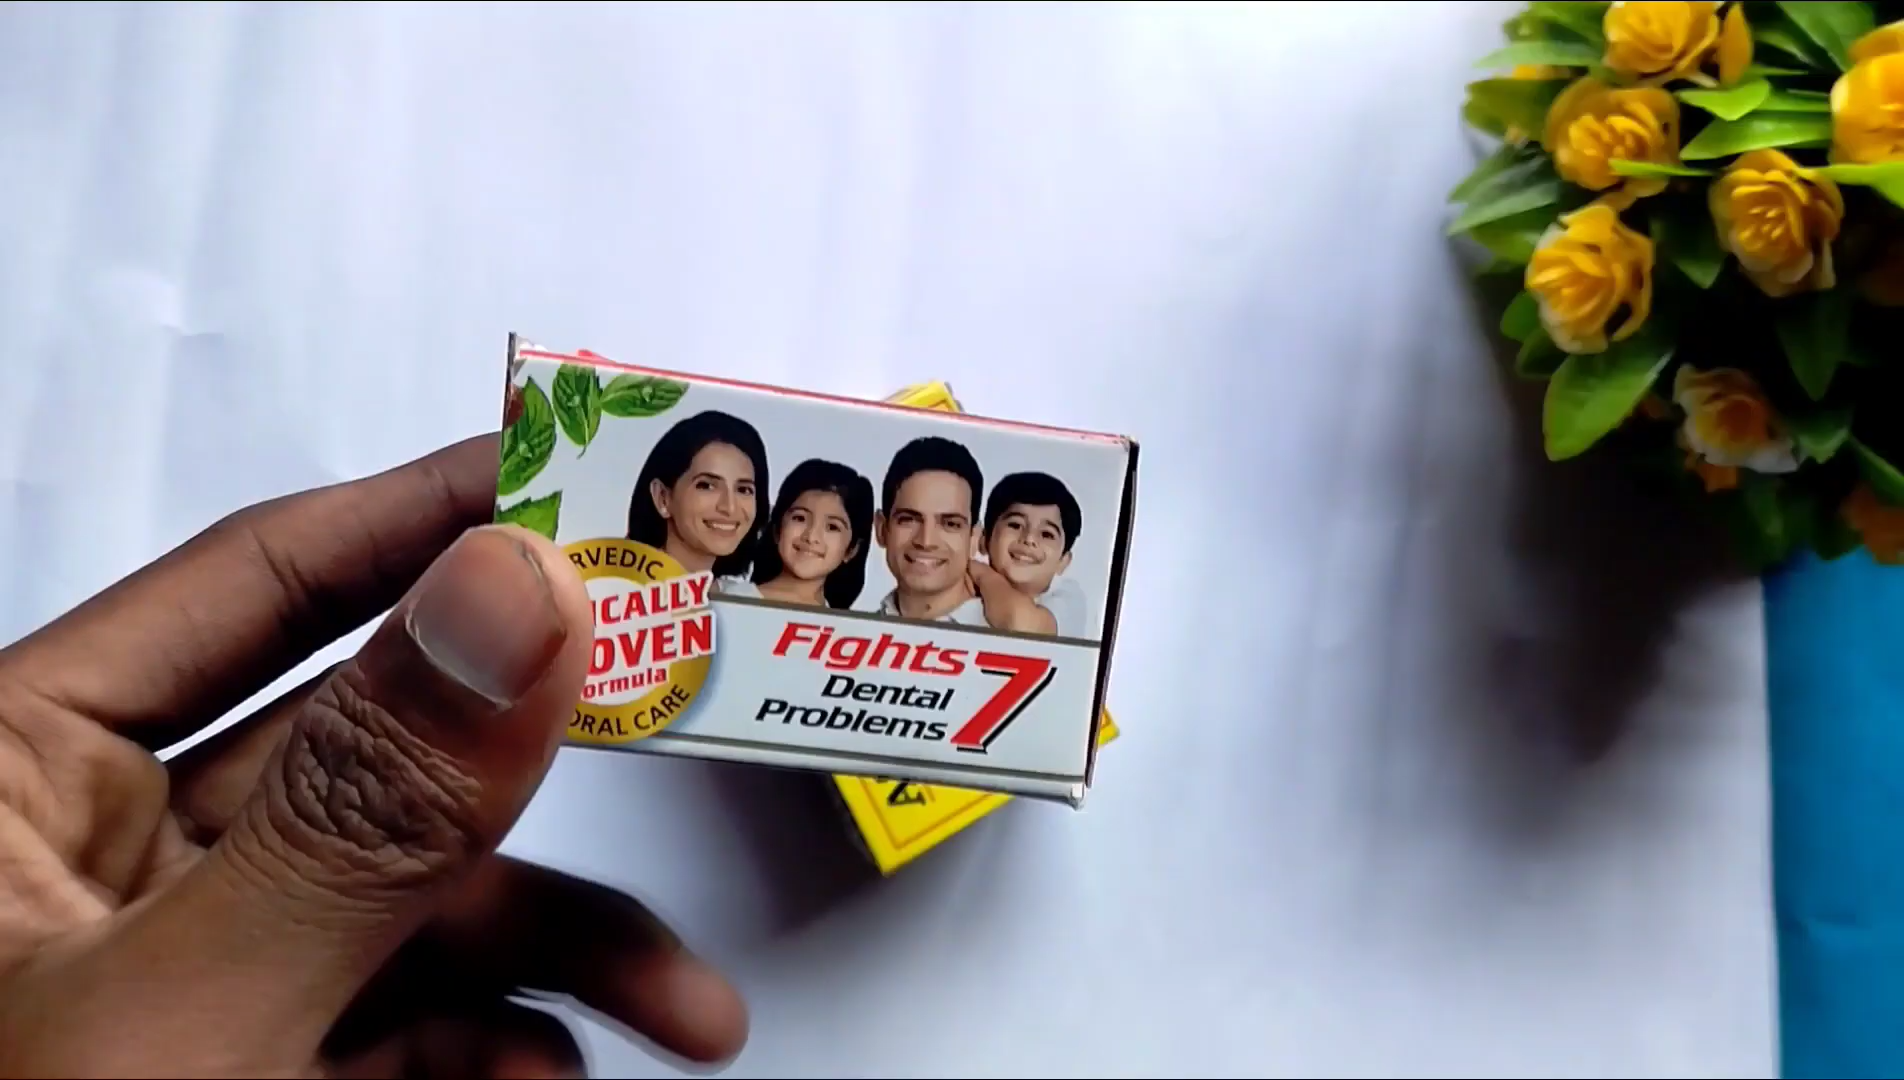 RVEDIC
ICALLY
OVEN
ormula
ORAL CARE
Fights 7
Dental
Problems